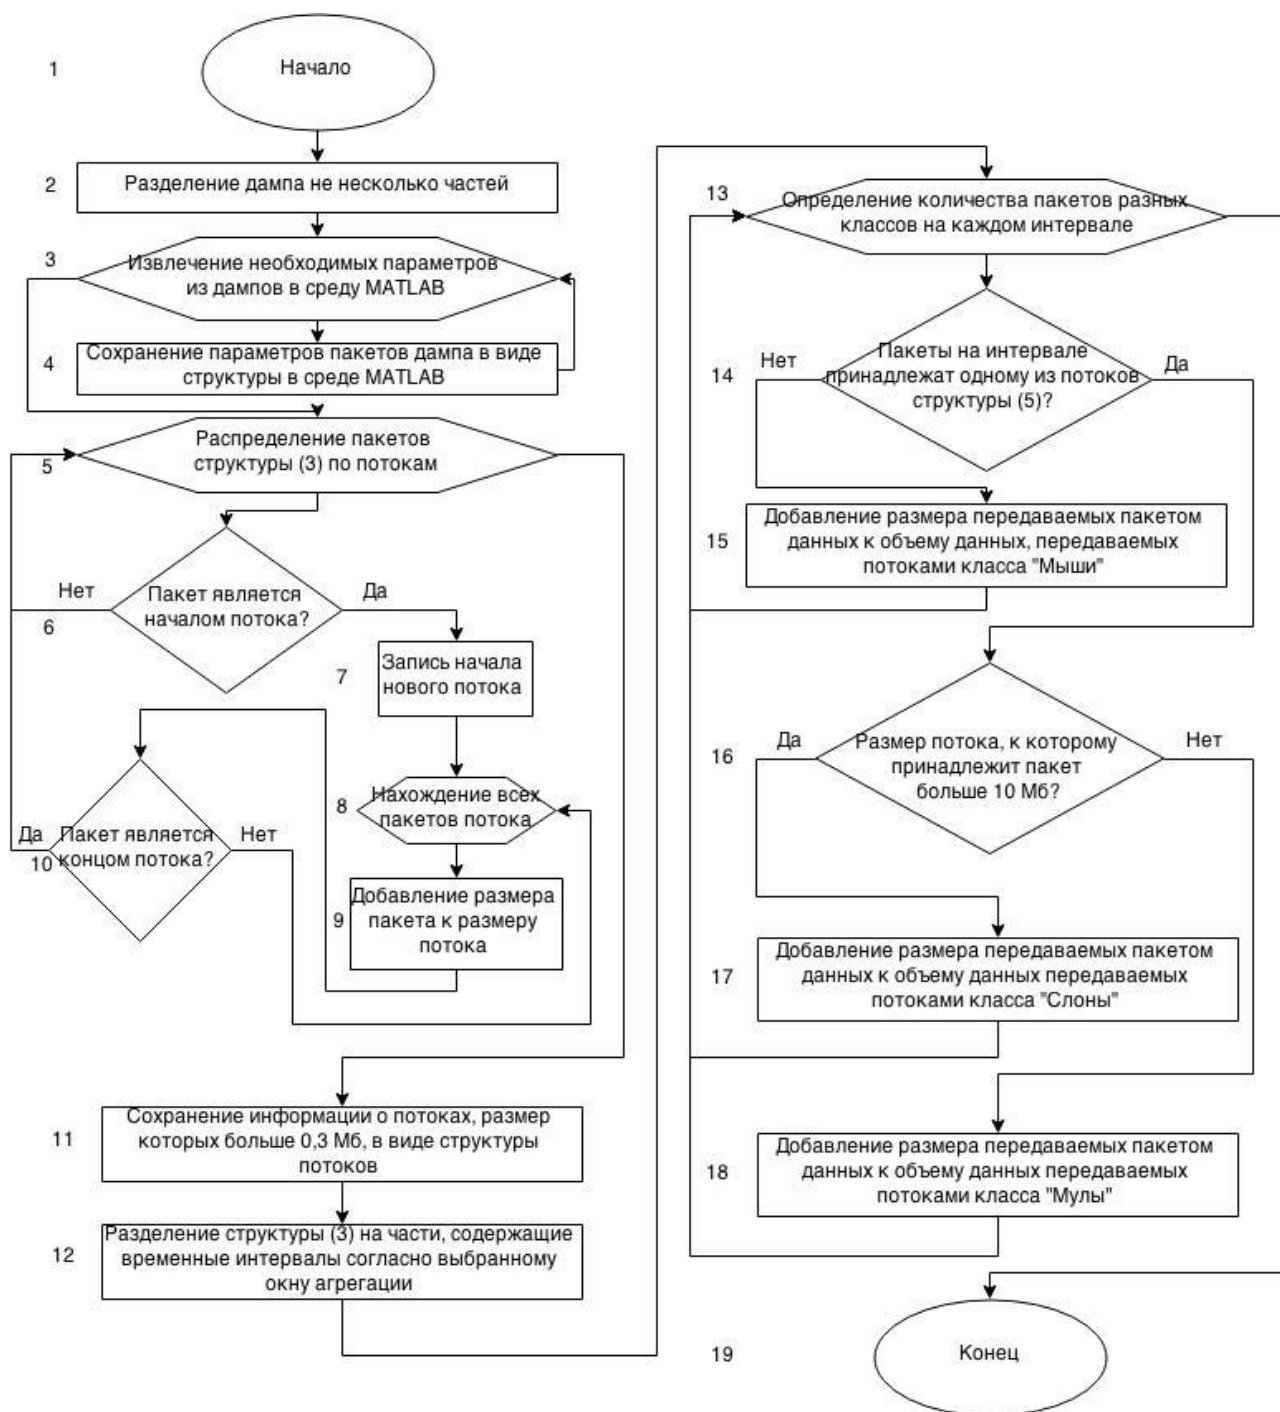 1
Начало
2
Разделение дампа не несколько частей
3
Извлечение необходимых параметров
из дампов в среду MATLAB
4
Сохранение параметров пакетов дампа в виде
структуры в среде MATLAB
5
Распределение пакетов
структуры (3) по потокам
Нет
6
Пакет является
началом потока?
Да
7
Запись начала
нового потока
8
Нахождение всех
пакетов потока
9
Добавление размера
пакета к размеру
потока
Да
10
Пакет является
концом потока?
Нет
11
Сохранение информации о потоках, размер
которых больше 0,3 Мб, в виде структуры
потоков
12
Разделение структуры (3) на части, содержащие
временные интервалы согласно выбранному
окну агрегации
13
Определение количества пакетов разных
классов на каждом интервале
14
Нет
Пакеты на интервале
принадлежат одному из потоков
структуры (5)?
Да
15
Добавление размера передаваемых пакетом
данных к объему данных, передаваемых
потоками класса "Мыши"
16
Да
Размер потока, к которому
принадлежит пакет
больше 10 Мб?
Нет
17
Добавление размера передаваемых пакетом
данных к объему данных передаваемых
потоками класса "Слоны"
18
Добавление размера передаваемых пакетом
данных к объему данных передаваемых
потоками класса "Мулы"
19
Конец